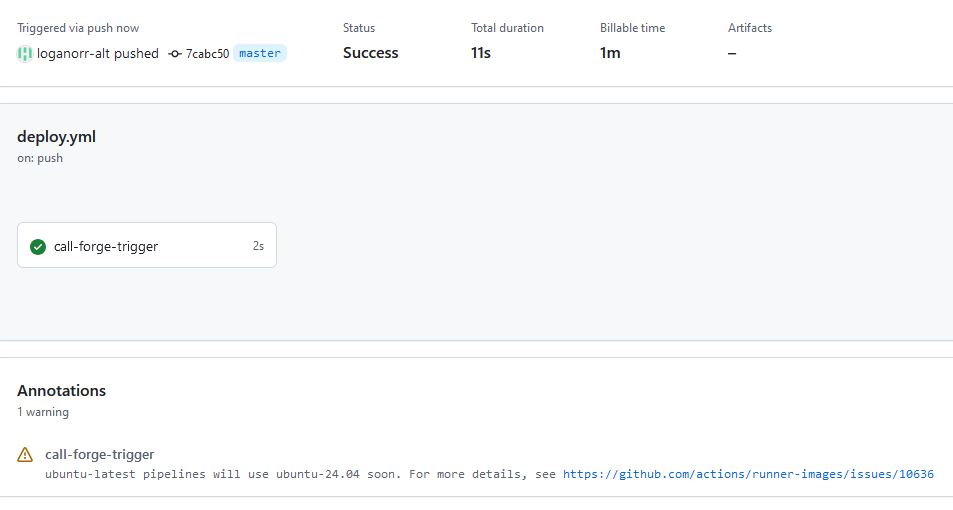 Triggered via push now
loganorr-alt pushed 7cabc50 master
Status
Success
Total duration
11s
Billable time
1m
Artifacts
–
deploy.yml
on: push
call-forge-trigger 2s
Annotations
1 warning
call-forge-trigger
ubuntu-latest pipelines will use ubuntu-24.04 soon. For more details, see https://github.com/actions/runner-images/issues/10636